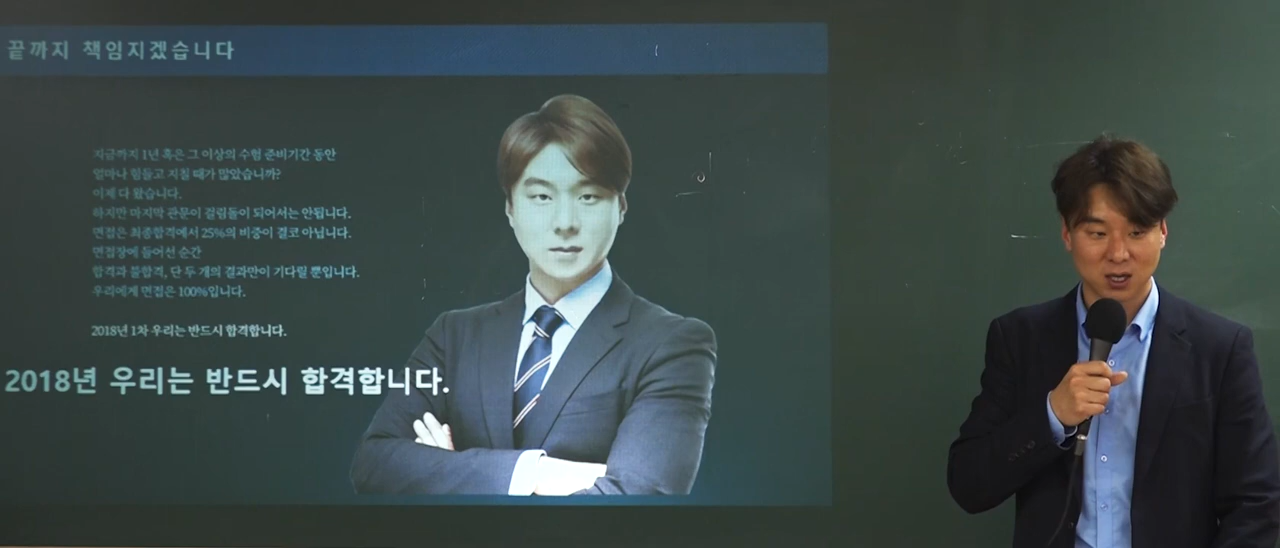 끝까지 책임지겠습니다
지금까지 1년 혹은 그 이상의 수험 준비기간 동안
얼마나 힘들고 지칠 때가 많았습니까?
이제 다 왔습니다.
하지만 마지막 관문이 걸림돌이 되어서는 안됩니다.
면접은 최종합격에서 25%의 비중이 결코 아닙니다.
면접장에 들어선 순간
합격과 불합격, 단 두 개의 결과만이 기다릴 뿐입니다.
우리에게 면접은 100%입니다.
2018년 1차 우리는 반드시 합격합니다.
2018년 우리는 반드시 합격합니다.